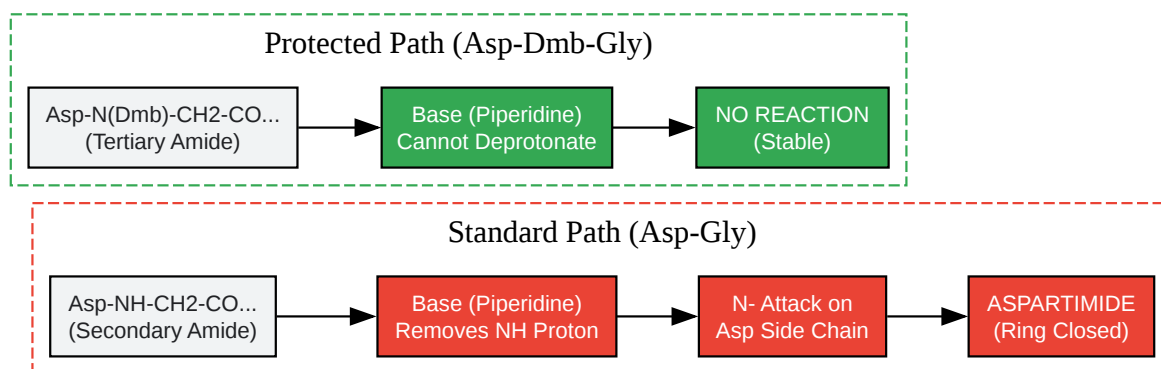 Protected Path (Asp-Dmb-Gly)
Asp-N(Dmb)-CH2-CO...
(Tertiary Amide)
Base (Piperidine)
Cannot Deprotonate
NO REACTION
(Stable)
Standard Path (Asp-Gly)
Asp-NH-CH2-CO...
(Secondary Amide)
Base (Piperidine)
Removes NH Proton
N- Attack on
Asp Side Chain
ASPARTIMIDE
(Ring Closed)